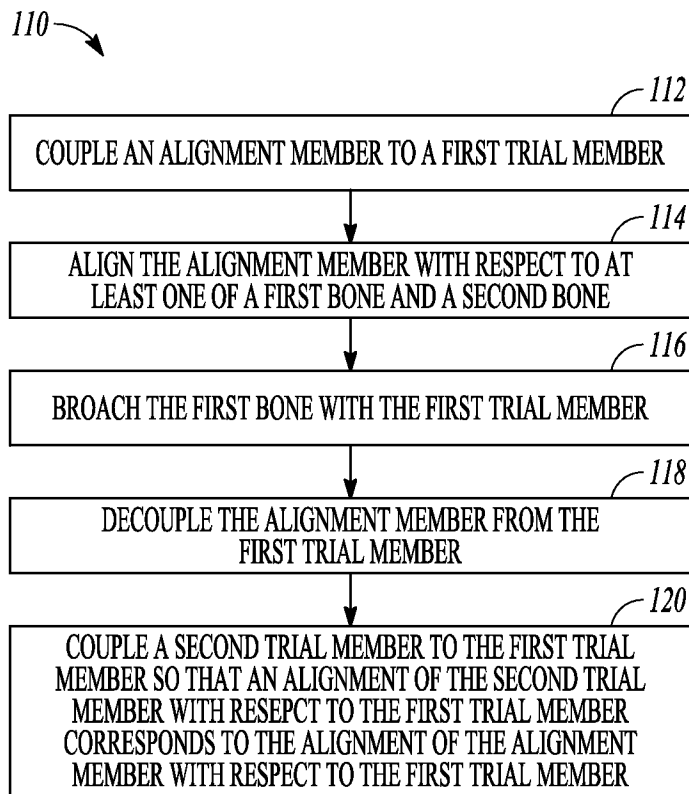 110
112
COUPLE AN ALIGNMENT MEMBER TO A FIRST TRIAL MEMBER
114
ALIGN THE ALIGNMENT MEMBER WITH RESPECT TO AT
LEAST ONE OF A FIRST BONE AND A SECOND BONE
116
BROACH THE FIRST BONE WITH THE FIRST TRIAL MEMBER
118
DECOUPLE THE ALIGNMENT MEMBER FROM THE
FIRST TRIAL MEMBER
120
COUPLE A SECOND TRIAL MEMBER TO THE FIRST TRIAL
MEMBER SO THAT AN ALIGNMENT OF THE SECOND TRIAL
MEMBER WITH RESEPCT TO THE FIRST TRIAL MEMBER
CORRESPONDS TO THE ALIGNMENT OF THE ALIGNMENT
MEMBER WITH RESPECT TO THE FIRST TRIAL MEMBER